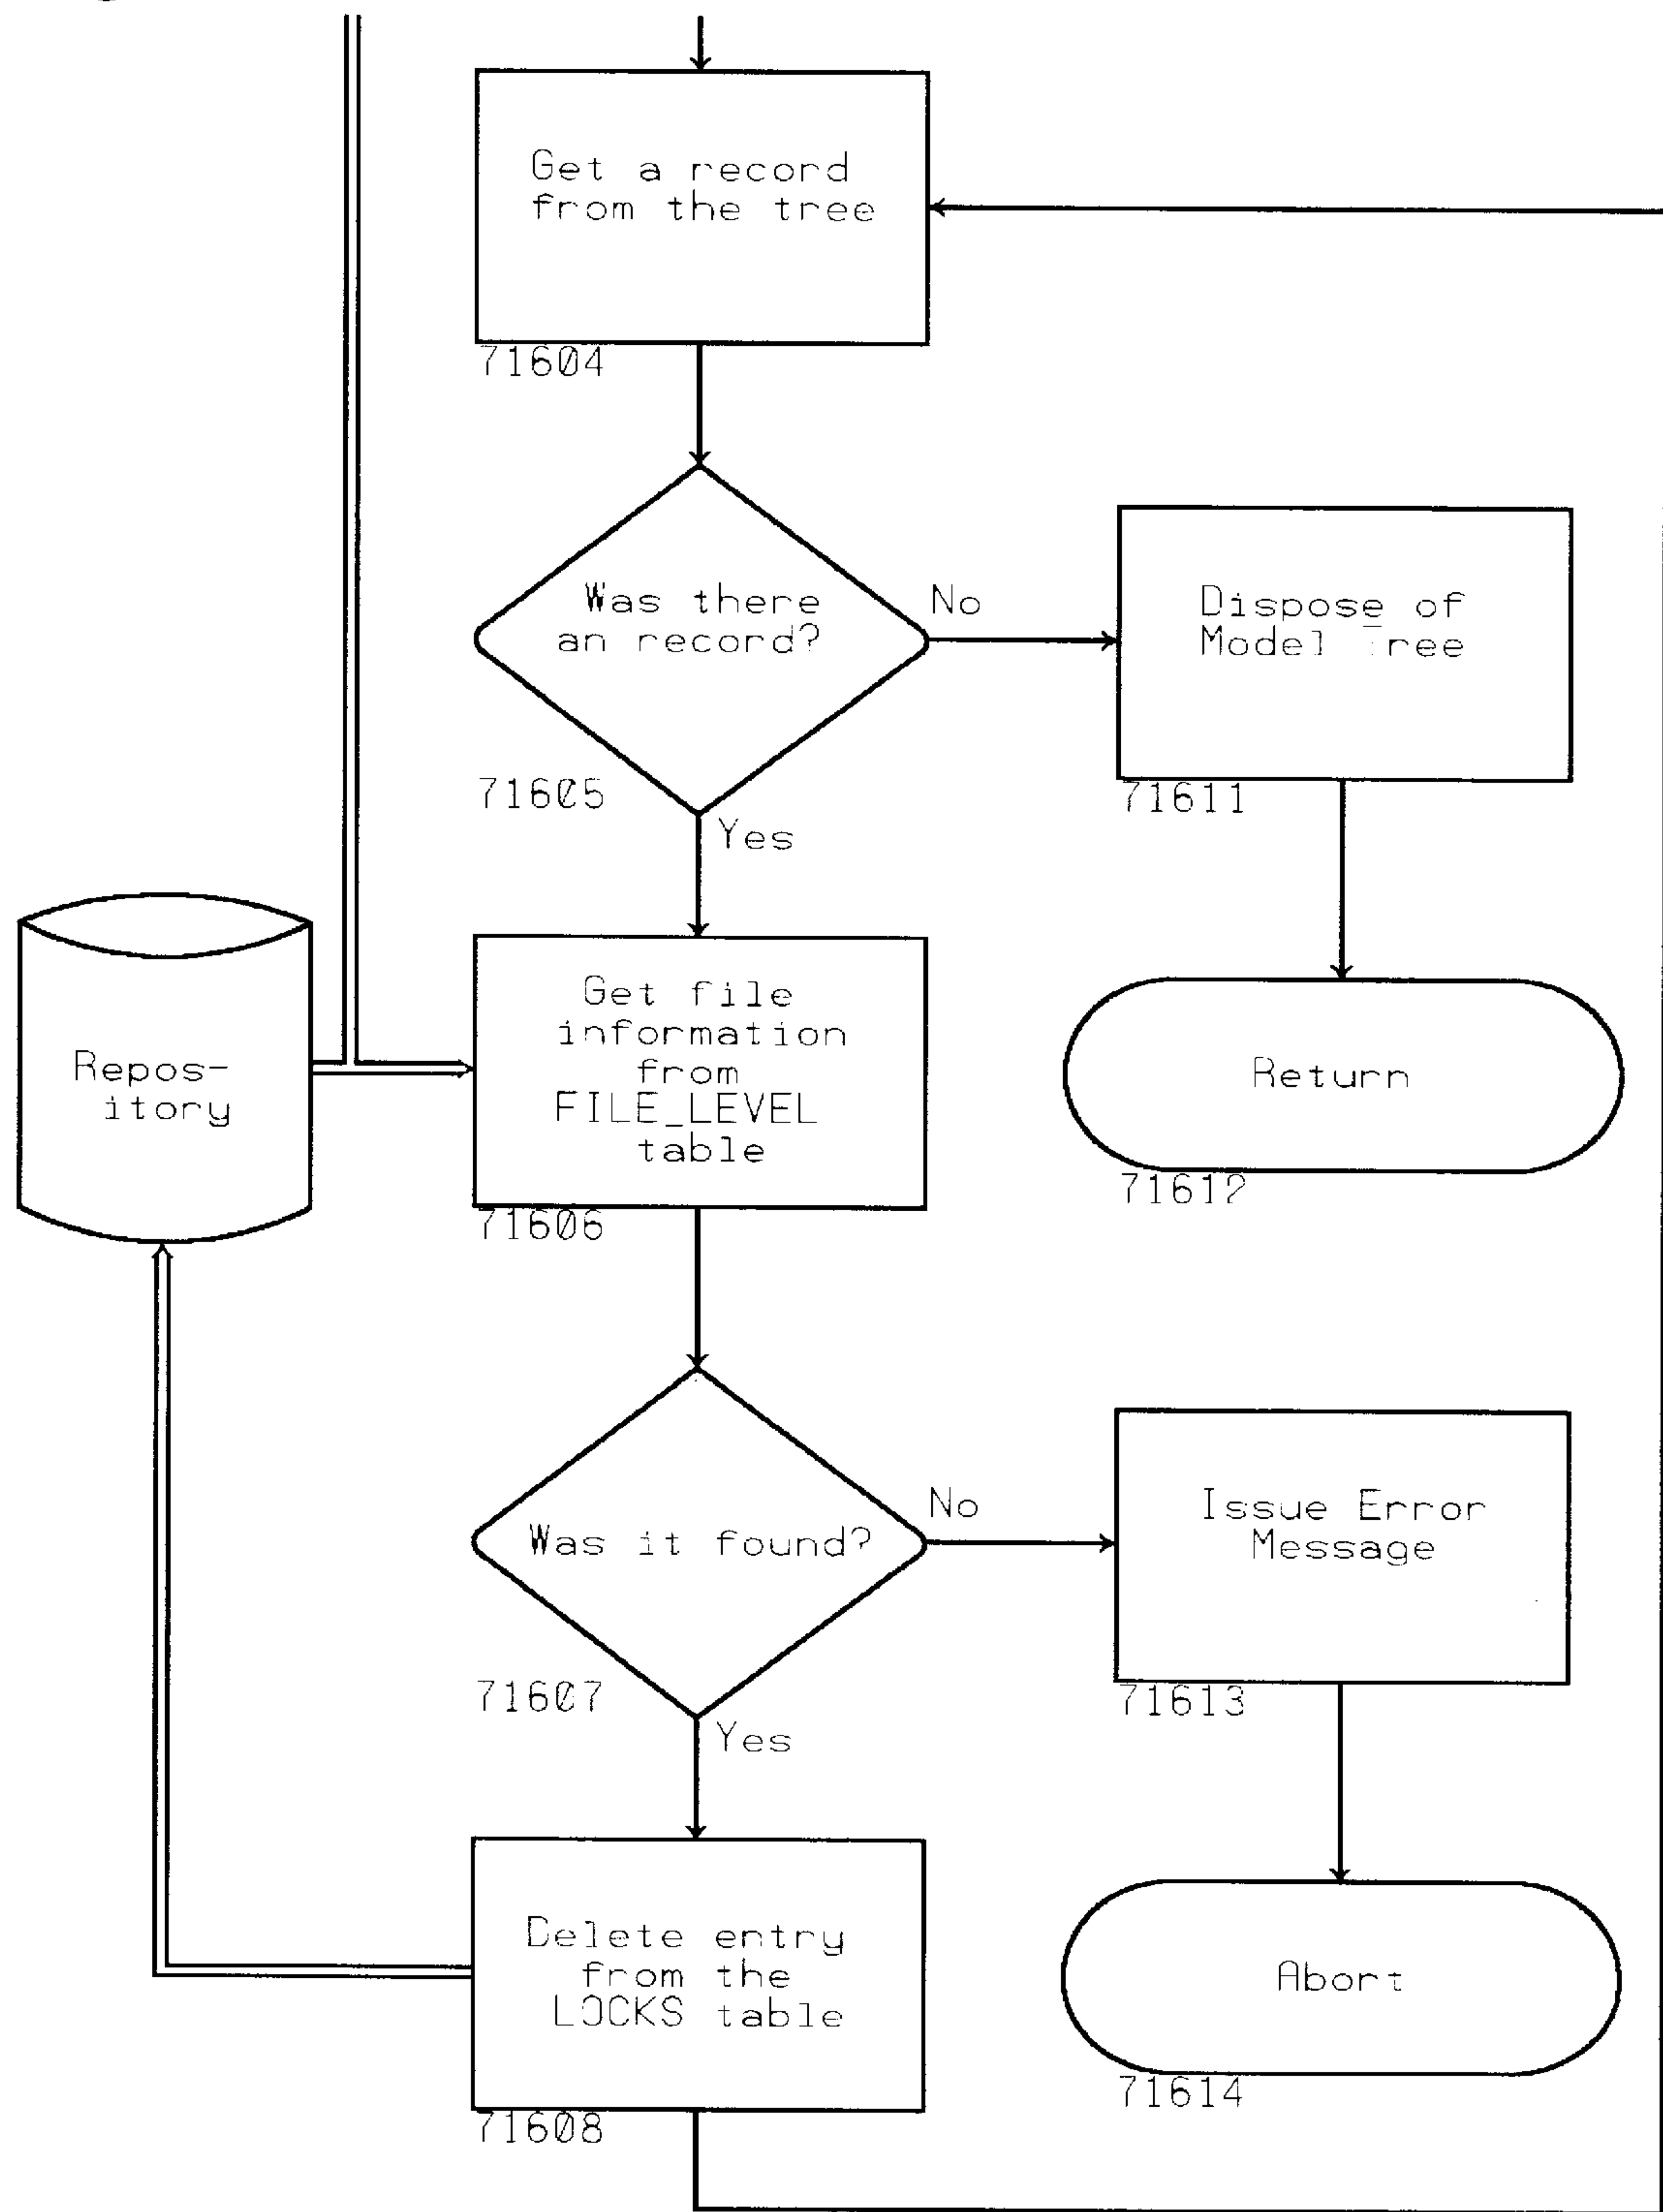 Get a record
from the tree
71604
Was there
an record?
No
Dispose of
Model Tree
71605
71611
Yes
Repos-
itory
Get file
information
from
FILE_LEVEL
table
Return
71606
71612
Was it found?
No
Issue Error
Message
71607
71613
Yes
Delete entry
from the
LOCKS table
Abort
71608
71614